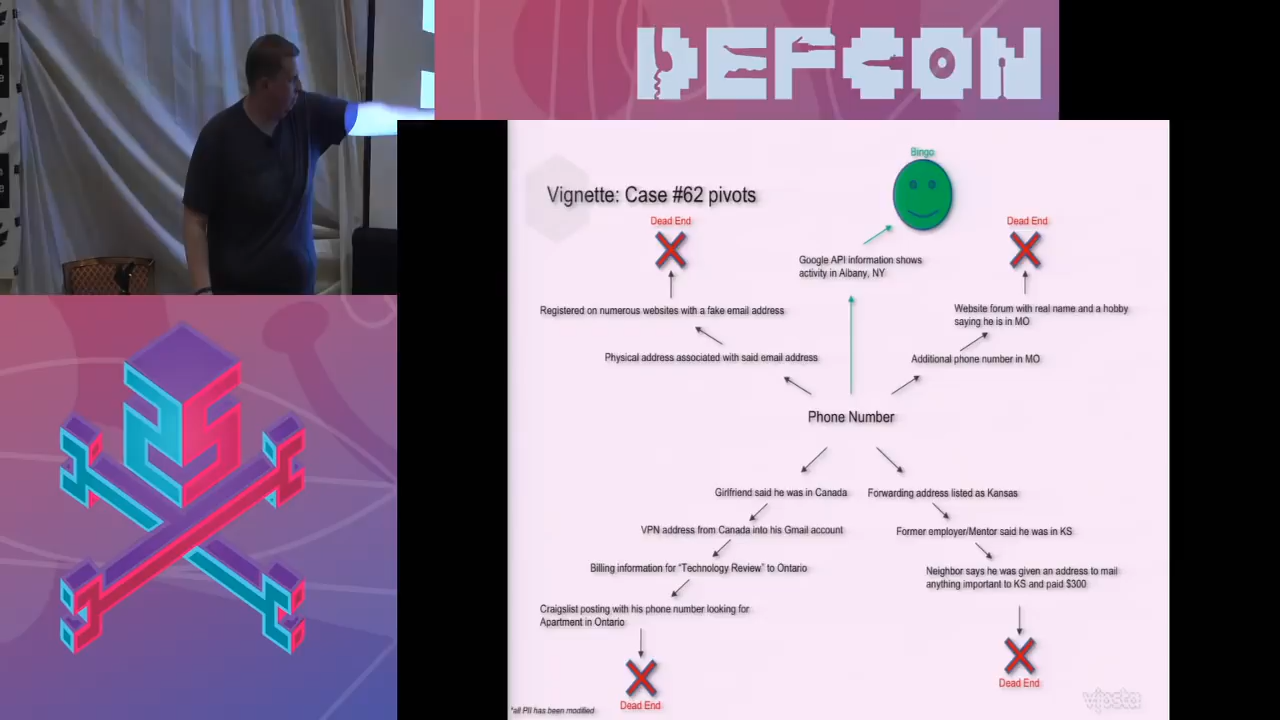 DEFCON
Bingo
Vignette: Case #62 pivots
Dead End
Dead End
Google API information shows
activity in Albany, NY
Registered on numerous websites with a fake email address
Website forum with real name and a hobby
saying he is in MO
Physical address associated with said email address
Additional phone number in MO
Phone Number
Girlfriend said he was in Canada
Forwarding address listed as Kansas
VPN address from Canada into his Gmail account
Former employer/Mentor said he was in KS
Billing information for "Technology Review" to Ontario
Neighbor says he was given an address to mail
anything important to KS and paid $300
Craigslist posting with his phone number looking for
Apartment in Ontario
Dead End
Dead End
*all PII has been modified
25